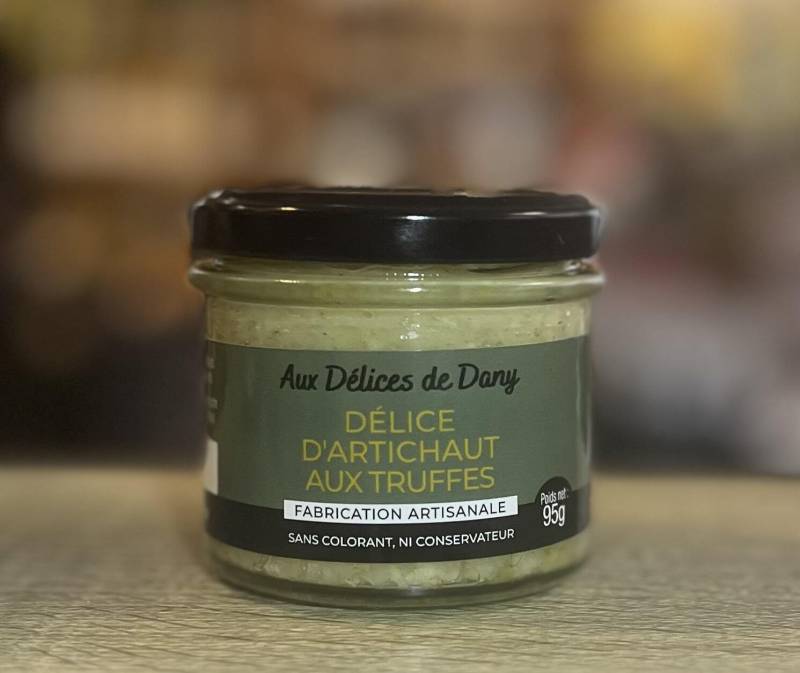 Aux Délices de Dany
DÉLICE
D'ARTICHAUT
AUX TRUFFES
FABRICATION ARTISANALE
Poids net :
95g
SANS COLORANT, NI CONSERVATEUR